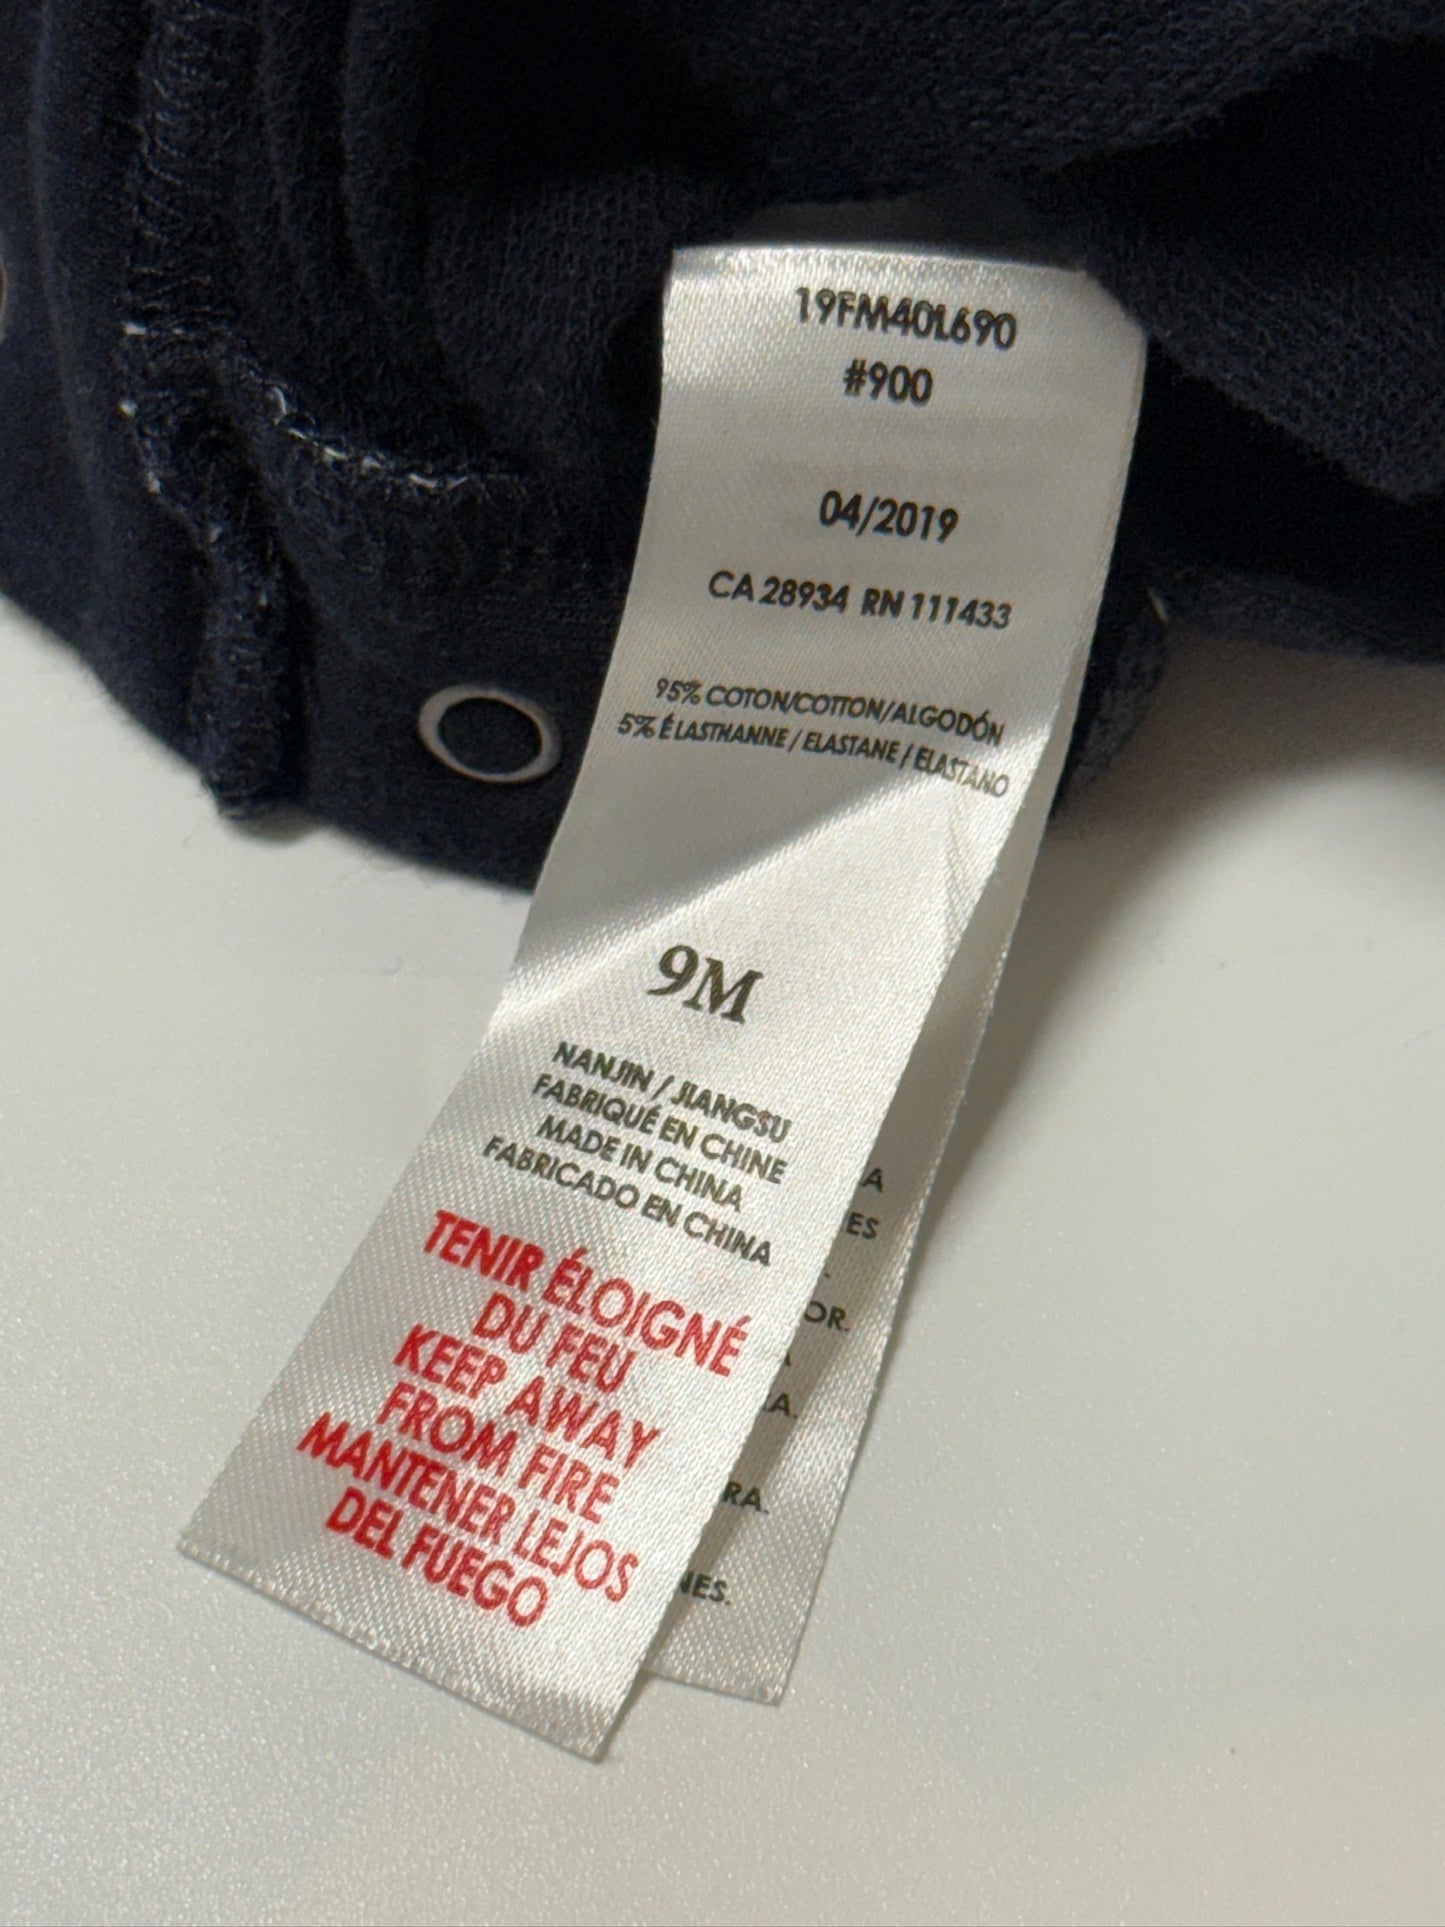 19FM40L690
#900
04/2019
CA 28934 RN 111433
95% COTON/COTTON/ALGODÓN
5% ÉLASTHANNE / ELASTANE / ELASTANO
9M
NANJIN / JIANGSU
FABRIQUÉ EN CHINE
MADE IN CHINA
FABRICADO EN CHINA
TENIR ÉLOIGNÉ
DU FEU
KEEP AWAY
FROM FIRE
MANTENER LEJOS
DEL FUEGO